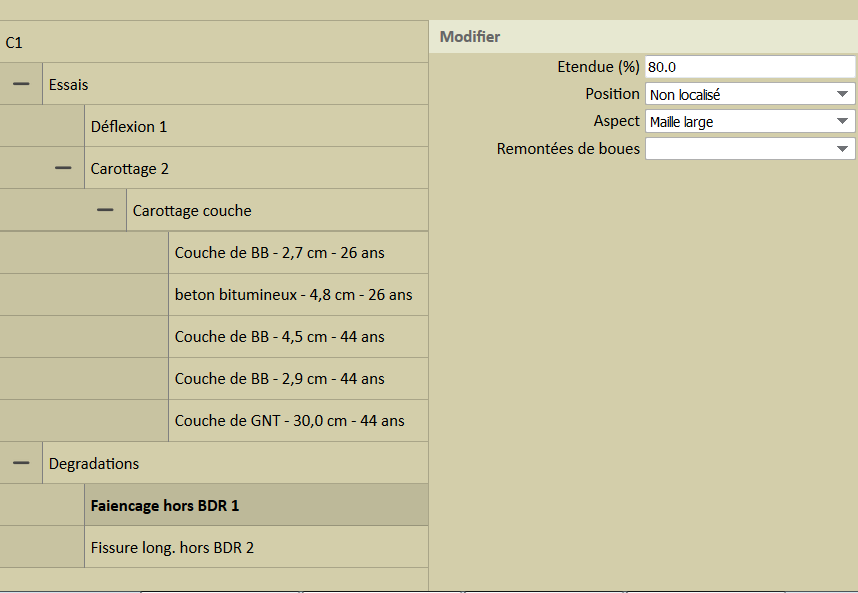 C1
Essais
Déflexion 1
Carottage 2
Carottage couche
Couche de BB - 2,7 cm - 26 ans
beton bitumineux - 4,8 cm - 26 ans
Couche de BB - 4,5 cm - 44 ans
Couche de BB - 2,9 cm - 44 ans
Couche de GNT - 30,0 cm - 44 ans
Degradations
Faiencage hors BDR 1
Fissure long. hors BDR 2
Modifier
Etendue (%) 80.0
Position Non localisé
Aspect Maille large
Remontées de boues